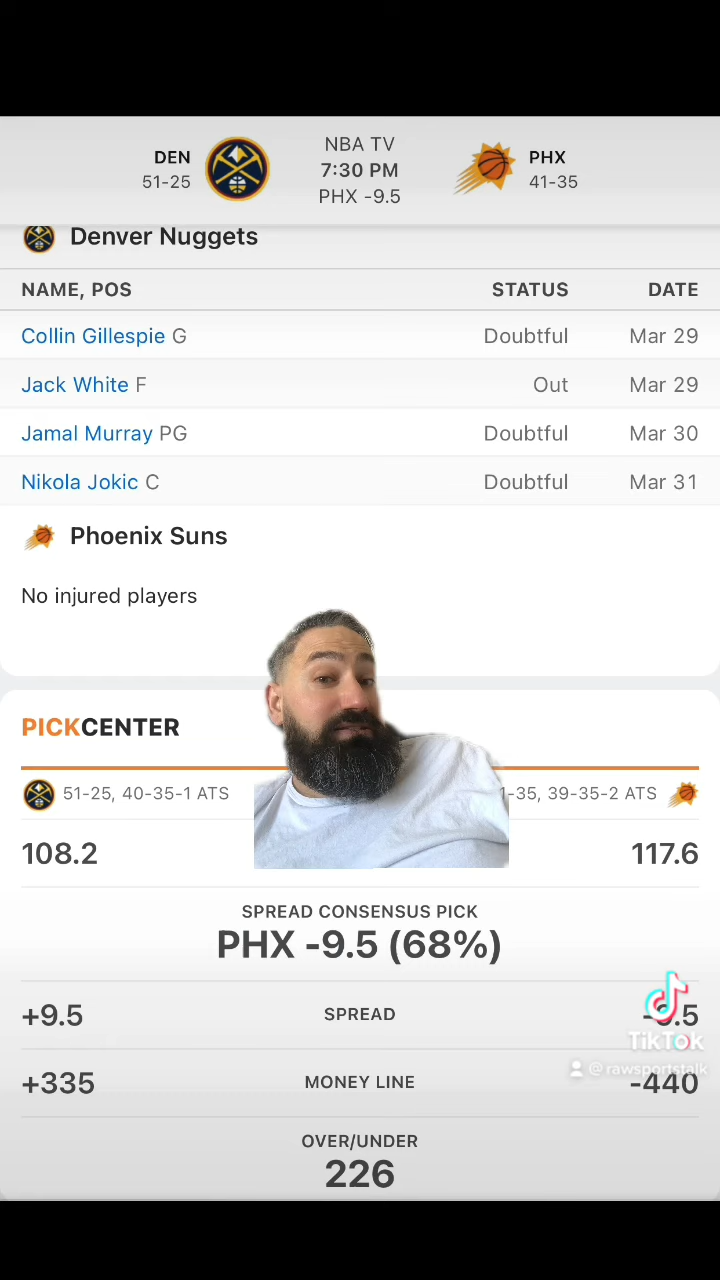 NBA TV
DEN 7:30 PM PHX
51-25 PHX -9.5 41-35
Denver Nuggets
NAME, POS STATUS DATE
Collin Gillespie G Doubtful Mar 29
Jack White F Out Mar 29
Jamal Murray PG Doubtful Mar 30
Nikola Jokic C Doubtful Mar 31
Phoenix Suns
No injured players
PICKCENTER
51-25, 40-35-1 ATS 1-35, 39-35-2 ATS
108.2 117.6
SPREAD CONSENSUS PICK
PHX -9.5 (68%)
+9.5 SPREAD -9.5
TikTok
@rawsportstalk
+335 MONEY LINE -440
OVER/UNDER
226